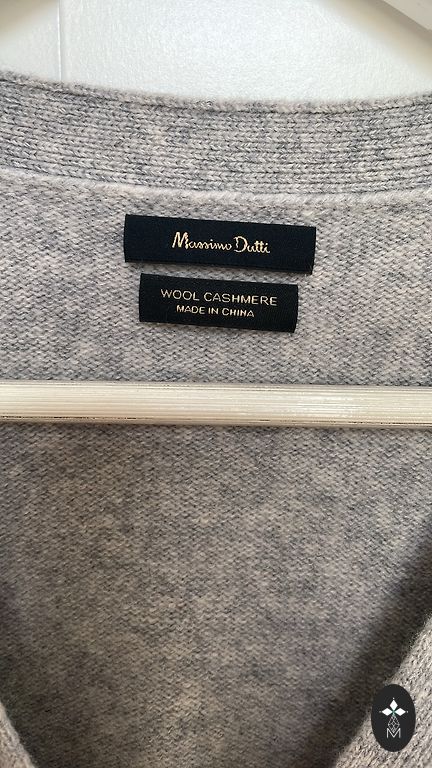 Massimo Dutti
WOOL CASHMERE
MADE IN CHINA